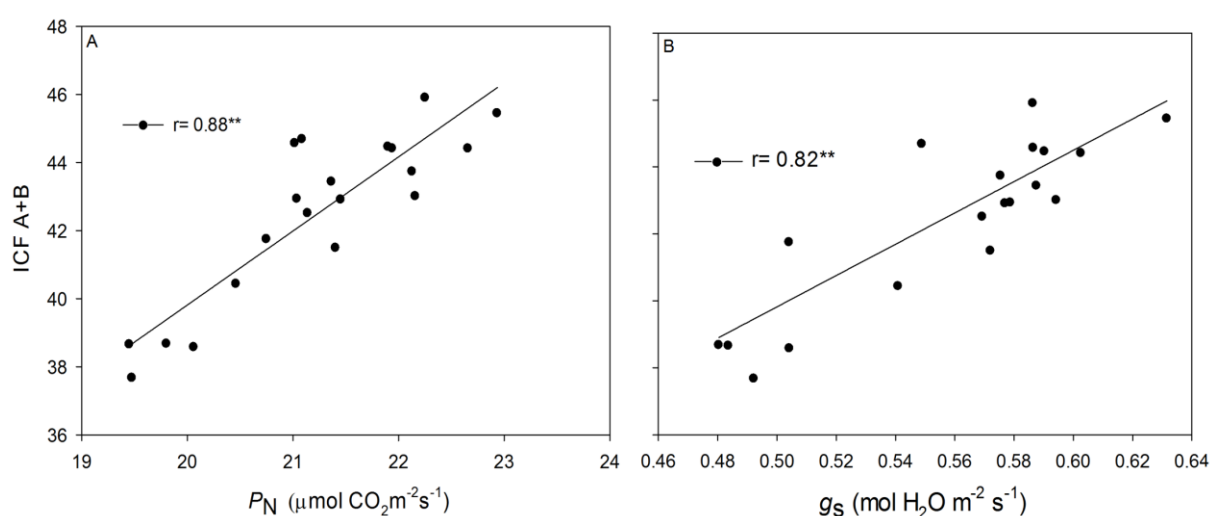 A
B
48
46
44
42
40
38
36
ICF A+B
r= 0.88**
r= 0.82**
19 20 21 22 23 24
0.46 0.48 0.50 0.52 0.54 0.56 0.58 0.60 0.62 0.64
P_N (μmol CO₂m⁻²s⁻¹)
g_s (mol H₂O m⁻² s⁻¹)